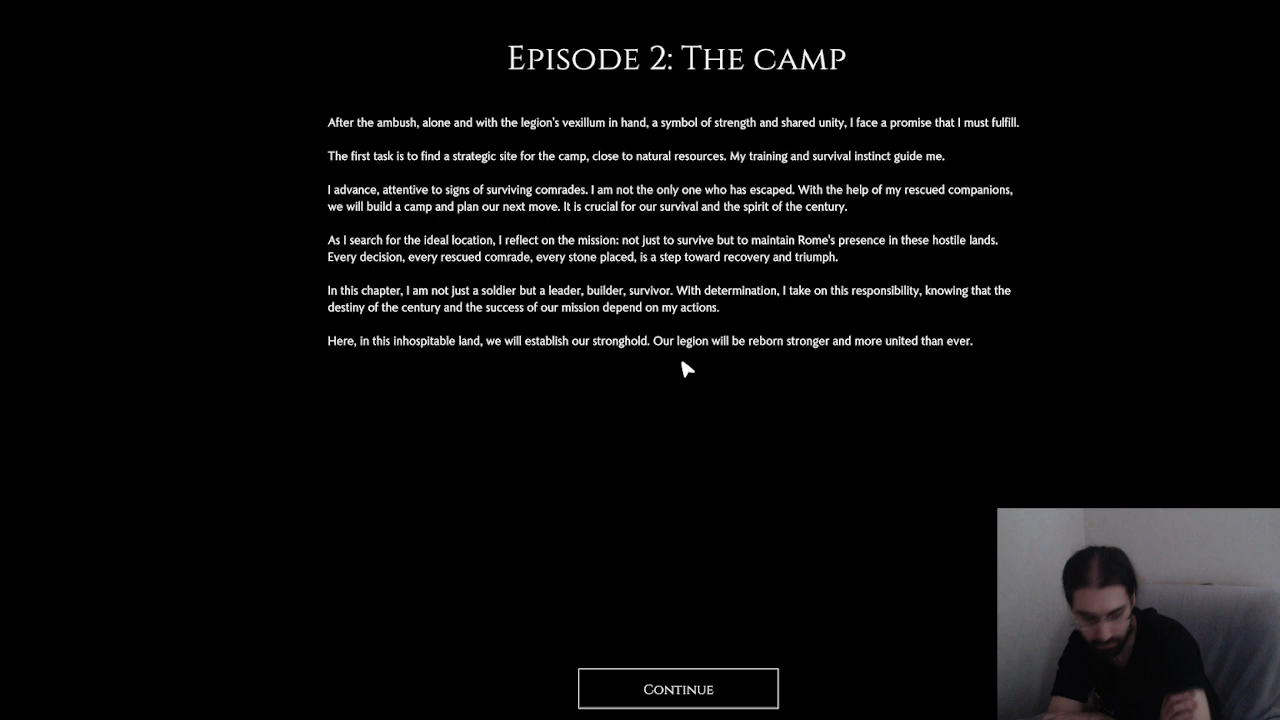 Episode 2: The camp
After the ambush, alone and with the legion's vexillum in hand, a symbol of strength and shared unity, I face a promise that I must fulfill.
The first task is to find a strategic site for the camp, close to natural resources. My training and survival instinct guide me.
I advance, attentive to signs of surviving comrades. I am not the only one who has escaped. With the help of my rescued companions,
we will build a camp and plan our next move. It is crucial for our survival and the spirit of the century.
As I search for the ideal location, I reflect on the mission: not just to survive but to maintain Rome's presence in these hostile lands.
Every decision, every rescued comrade, every stone placed, is a step toward recovery and triumph.
In this chapter, I am not just a soldier but a leader, builder, survivor. With determination, I take on this responsibility, knowing that the
destiny of the century and the success of our mission depend on my actions.
Here, in this inhospitable land, we will establish our stronghold. Our legion will be reborn stronger and more united than ever.
Continue